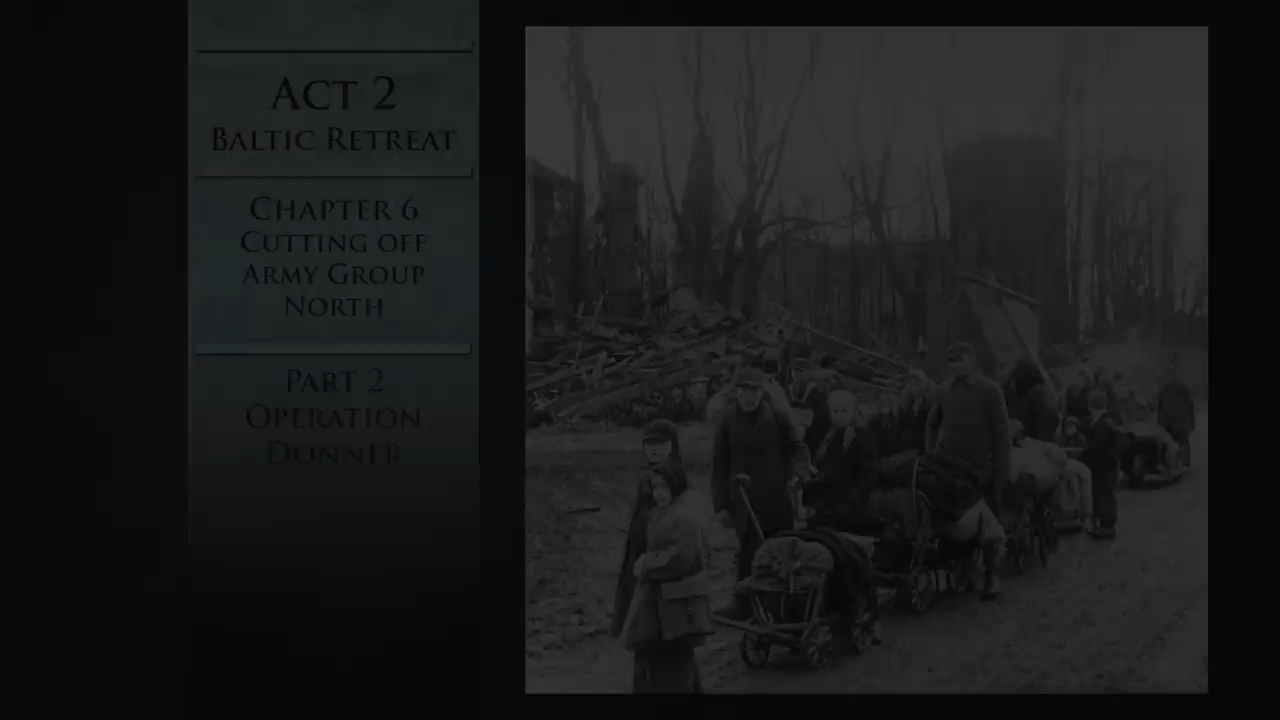 ACT 2
BALTIC RETREAT
CHAPTER 6
CUTTING OFF
ARMY GROUP
NORTH
PART 2
OPERATION
DONNER